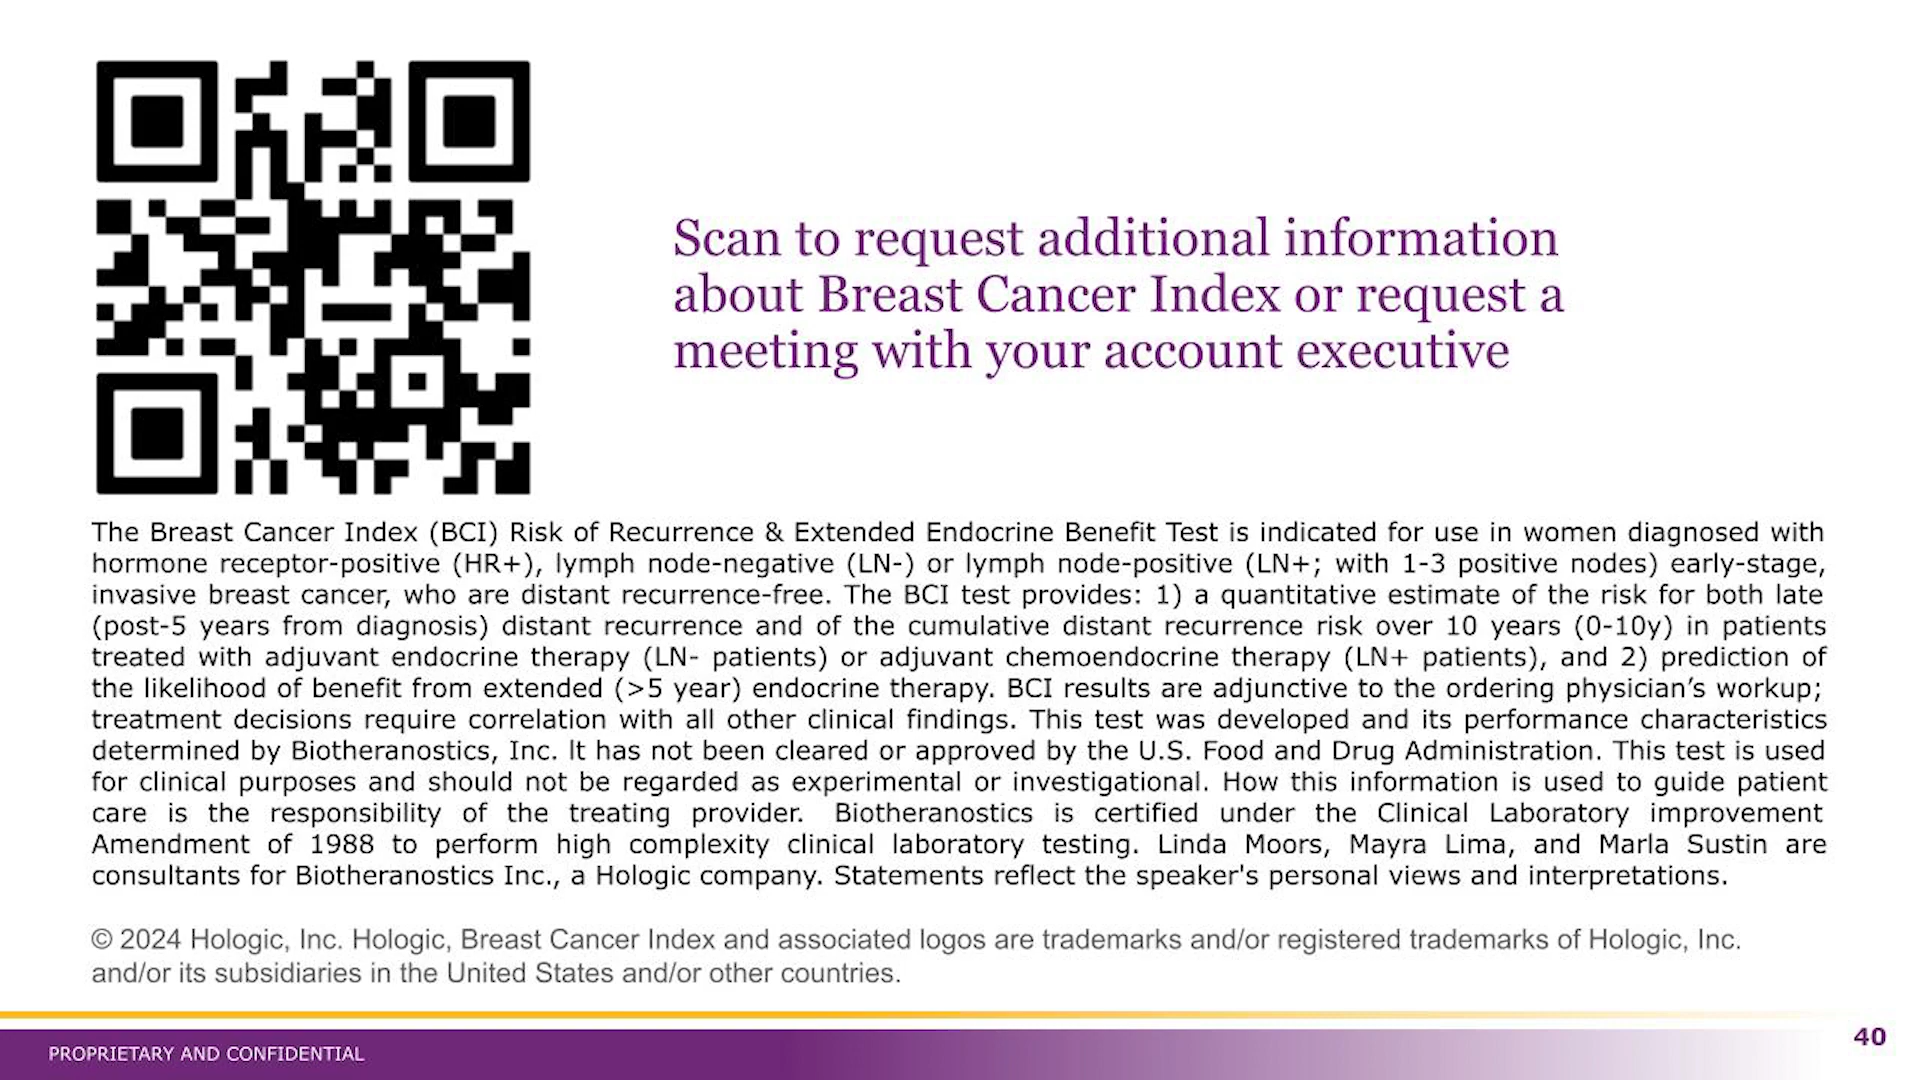 Scan to request additional information
about Breast Cancer Index or request a
meeting with your account executive
The Breast Cancer Index (BCI) Risk of Recurrence & Extended Endocrine Benefit Test is indicated for use in women diagnosed with
hormone receptor-positive (HR+), lymph node-negative (LN-) or lymph node-positive (LN+; with 1-3 positive nodes) early-stage,
invasive breast cancer, who are distant recurrence-free. The BCI test provides: 1) a quantitative estimate of the risk for both late
(post-5 years from diagnosis) distant recurrence and of the cumulative distant recurrence risk over 10 years (0-10y) in patients
treated with adjuvant endocrine therapy (LN- patients) or adjuvant chemoendocrine therapy (LN+ patients), and 2) prediction of
the likelihood of benefit from extended (>5 year) endocrine therapy. BCI results are adjunctive to the ordering physician’s workup;
treatment decisions require correlation with all other clinical findings. This test was developed and its performance characteristics
determined by Biotheranostics, Inc. It has not been cleared or approved by the U.S. Food and Drug Administration. This test is used
for clinical purposes and should not be regarded as experimental or investigational. How this information is used to guide patient
care is the responsibility of the treating provider. Biotheranostics is certified under the Clinical Laboratory improvement
Amendment of 1988 to perform high complexity clinical laboratory testing. Linda Moors, Mayra Lima, and Marla Sustin are
consultants for Biotheranostics Inc., a Hologic company. Statements reflect the speaker's personal views and interpretations.
© 2024 Hologic, Inc. Hologic, Breast Cancer Index and associated logos are trademarks and/or registered trademarks of Hologic, Inc.
and/or its subsidiaries in the United States and/or other countries.
PROPRIETARY AND CONFIDENTIAL
40